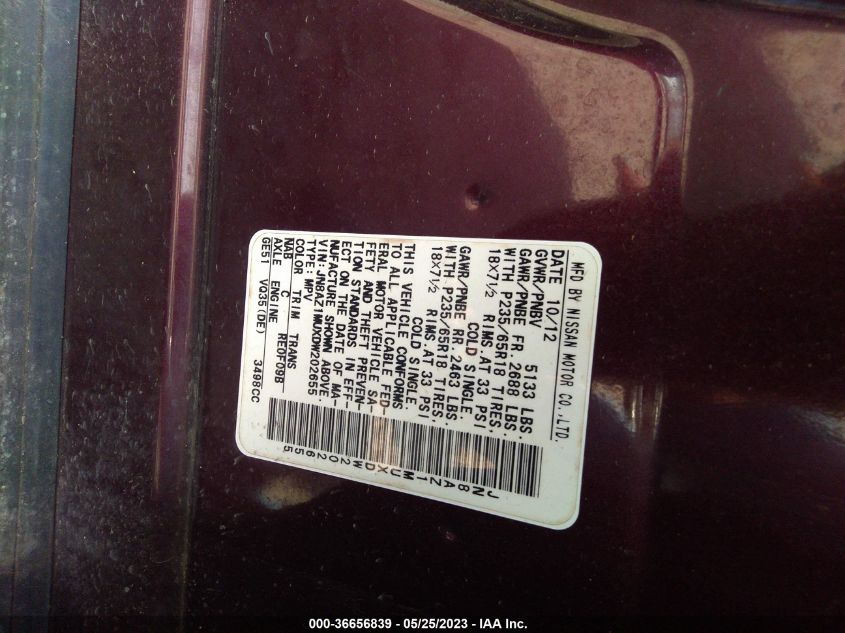 MFD BY NISSAN MOTOR CO.,LTD.
DATE 10/12
GVWR/PNBV 5133 LBS.
GAWR/PNBE FR. 2688 LBS.
WITH P235/65R18 TIRES,
18X7½ RIMS.AT 33 PSI
COLD SINGLE.
GAWR/PNBE RR. 2463 LBS.
WITH P235/65R18 TIRES,
18X7½ RIMS.AT 33 PSI
COLD SINGLE.
THIS VEHICLE CONFORMS
TO ALL APPLICABLE FED-
ERAL MOTOR VEHICLE SA-
FETY AND THEFT PREVEN-
TION STANDARDS IN EFF-
ECT ON THE DATE OF MA-
NUFACTURE SHOWN ABOVE.
VIN:JN8AZ1MUXDW202655
TYPE:MPV
COLOR TRIM TRANS
NAB C RE0F09B
AXLE ENGINE
GE51 VQ35(DE) 3498CC
JN8AZ1MUXDW202655
000-36656839 - 05/25/2023 - IAA Inc.